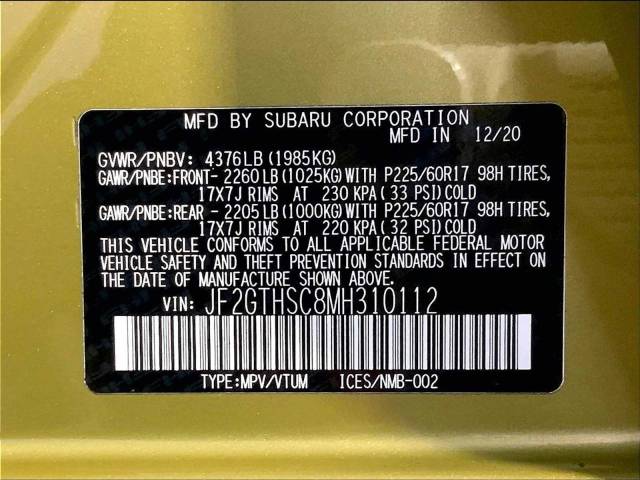 MFD BY SUBARU CORPORATION
MFD IN 12/20
GVWR/PNBV: 4376LB (1985KG)
GAWR/PNBE:FRONT- 2260LB (1025KG) WITH P225/60R17 98H TIRES,
17X7J RIMS AT 230 KPA (33 PSI) COLD
GAWR/PNBE:REAR - 2205LB (1000KG) WITH P225/60R17 98H TIRES,
17X7J RIMS AT 220 KPA (32 PSI) COLD
THIS VEHICLE CONFORMS TO ALL APPLICABLE FEDERAL MOTOR
VEHICLE SAFETY AND THEFT PREVENTION STANDARDS IN EFFECT ON
THE DATE OF MANUFACTURE SHOWN ABOVE.
VIN: JF2GTHSC8MH310112
TYPE:MPV/VTUM ICES/NMB-002